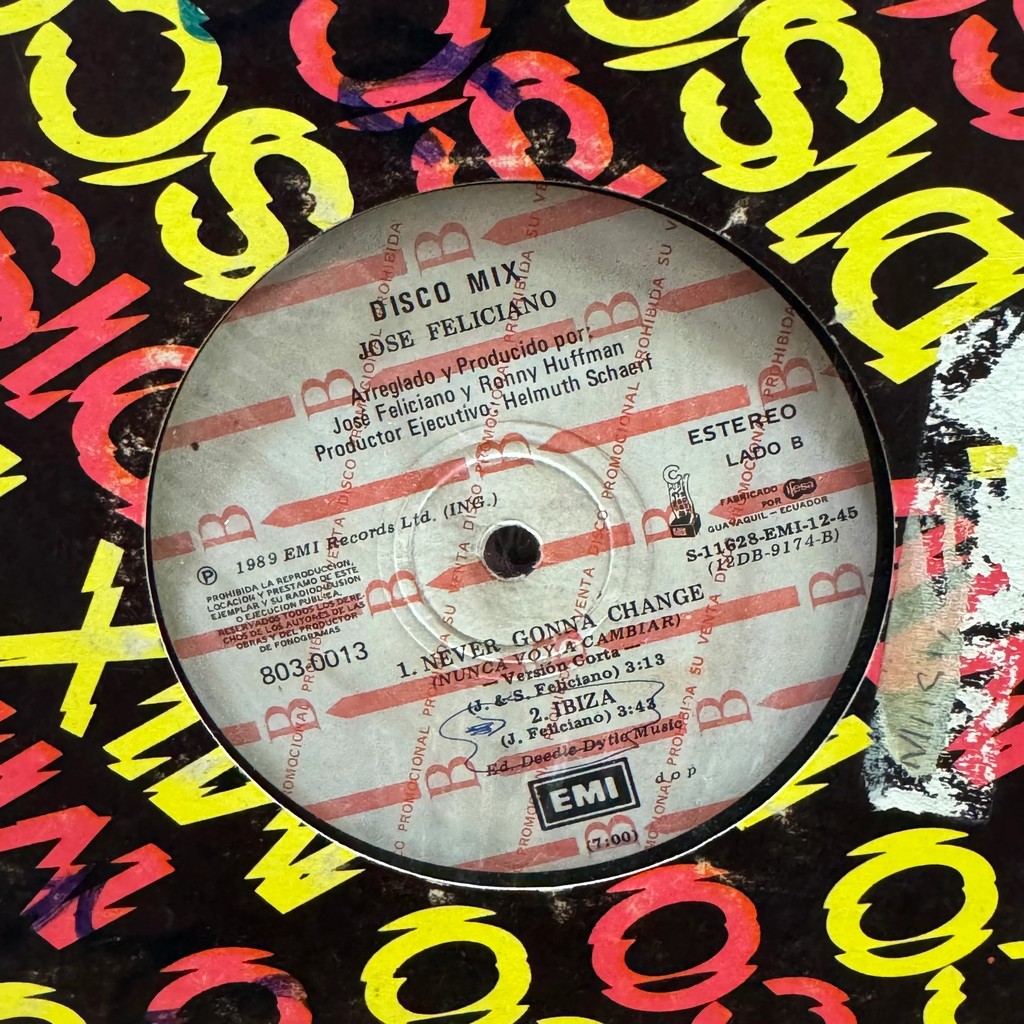 DISCO MIX
JOSE FELICIANO
Arreglado y Producido por:
José Feliciano y Ronny Huffman
Productor Ejecutivo: Helmuth Schaerf
ESTEREO
LADO B
FABRICADO
POR
ifesa
GUAYAQUIL - ECUADOR
S-11628-EMI-12-45
(12DB-9174-B)
Ⓟ 1989 EMI Records Ltd. (ING.)
PROHIBIDA LA REPRODUCCION,
LOCACION Y PRESTAMO DE ESTE
EJEMPLAR Y SU RADIODIFUSION
O EJECUCION PUBLICA.
RESERVADOS TODOS LOS DERE-
CHOS DE LOS AUTORES DE LAS
OBRAS Y DEL PRODUCTOR
DE FONOGRAMAS
803.0013
1. NEVER GONNA CHANGE
(NUNCA VOY A CAMBIAR)
- Versión Corta -
(J. & S. Feliciano) 3:13
2. IBIZA
(J. Feliciano) 3:43
Ed. Deedle Dytle Music
EMI
d o p
(7:00)
B
DISCO PROMOCIONAL PROHIBIDA SU VENTA
DISCO
MIX